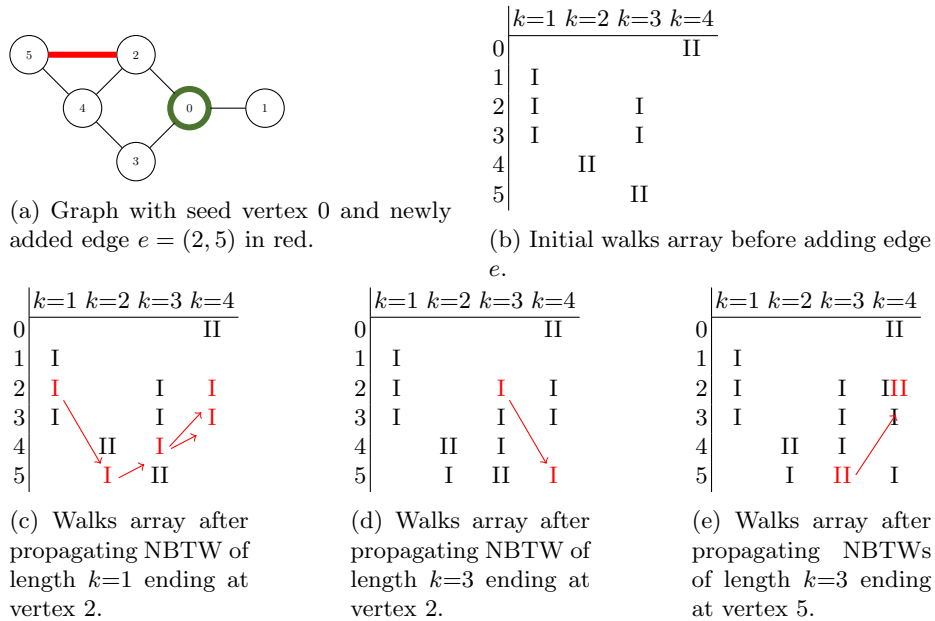 5
2
4
0
1
3
(a) Graph with seed vertex 0 and newly
added edge e = (2, 5) in red.
k=1 k=2 k=3 k=4
0 II
1 I
2 I I
3 I I
4 II
5 II
(b) Initial walks array before adding edge
e.
k=1 k=2 k=3 k=4
0 II
1 I
2 I I I
3 I I I
4 II I
5 I II
(c) Walks array after
propagating NBTW of
length k=1 ending at
vertex 2.
k=1 k=2 k=3 k=4
0 II
1 I
2 I I I
3 I I I
4 II I
5 I II I
(d) Walks array after
propagating NBTW of
length k=3 ending at
vertex 2.
k=1 k=2 k=3 k=4
0 II
1 I
2 I I III
3 I I I
4 II I
5 I II I
(e) Walks array after
propagating NBTWs
of length k=3 ending
at vertex 5.